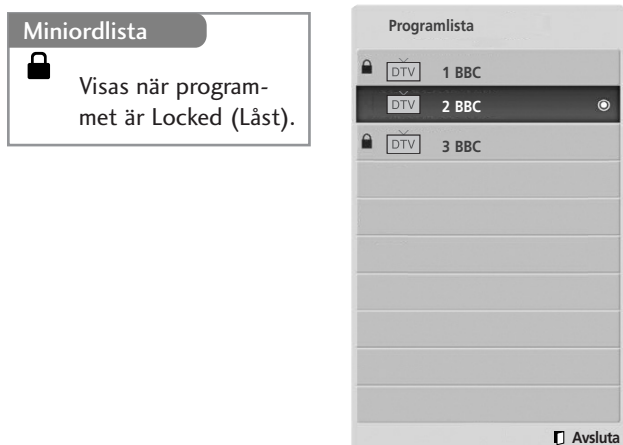 Miniordlista
Visas när program-
met är Locked (Låst).
Programlista
DTV 1 BBC
DTV 2 BBC
DTV 3 BBC
Avsluta